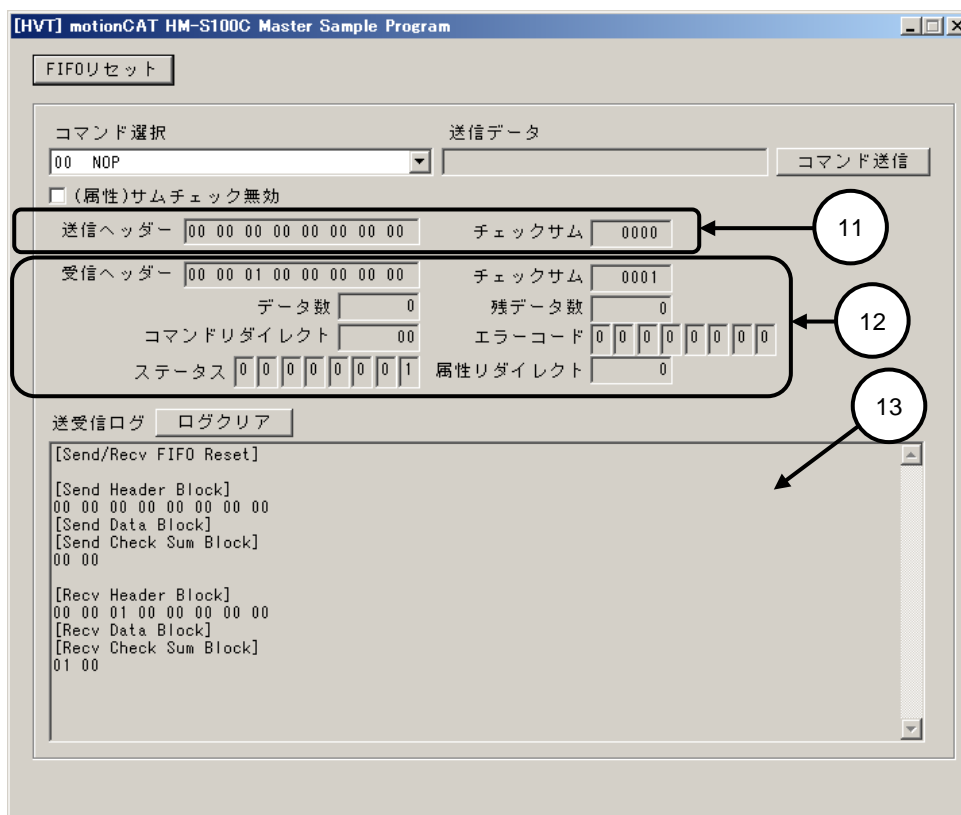 [HVT] motionCAT HM-S100C Master Sample Program
FIFOリセット
コマンド選択 送信データ
00 NOP コマンド送信
(属性)サムチェック無効
送信ヘッダー 00 00 00 00 00 00 00 00 チェックサム 0000 11
受信ヘッダー 00 00 01 00 00 00 00 00 チェックサム 0001
データ数 0 残データ数 0 12
コマンドリダイレクト 00 エラーコード 0 0 0 0 0 0 0 0
ステータス 0 0 0 0 0 0 0 1 属性リダイレクト 0
13
送受信ログ ログクリア
[Send/Recv FIFO Reset]
[Send Header Block]
00 00 00 00 00 00 00 00
[Send Data Block]
[Send Check Sum Block]
00 00
[Recv Header Block]
00 00 01 00 00 00 00 00
[Recv Data Block]
[Recv Check Sum Block]
01 00